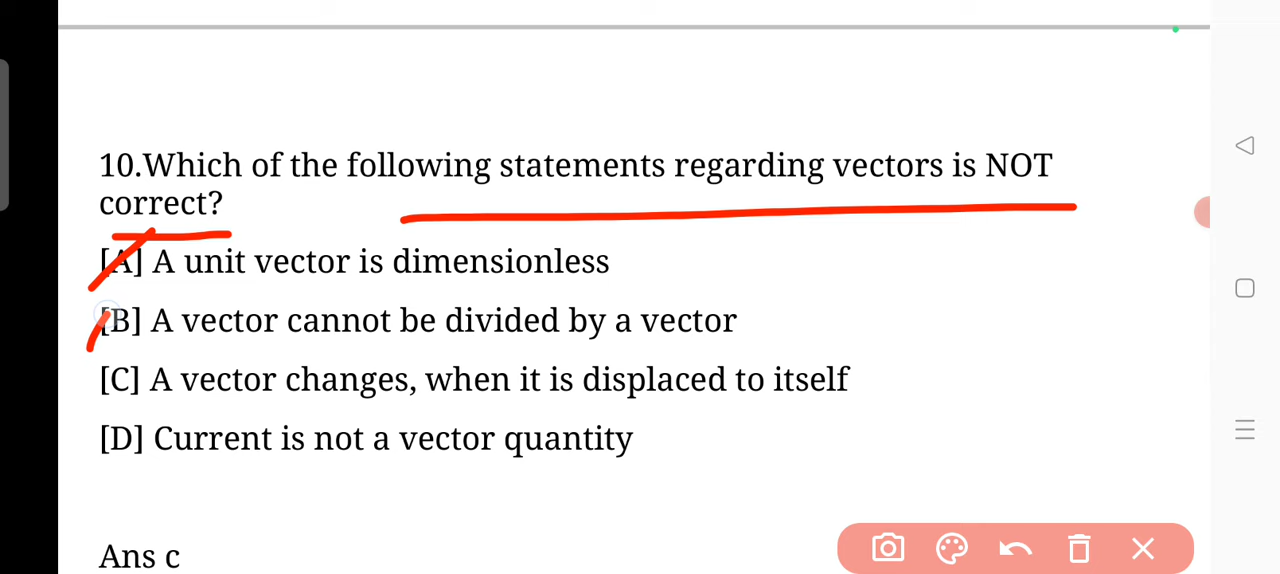 10.Which of the following statements regarding vectors is NOT
correct?
[A] A unit vector is dimensionless
[B] A vector cannot be divided by a vector
[C] A vector changes, when it is displaced to itself
[D] Current is not a vector quantity
Ans c